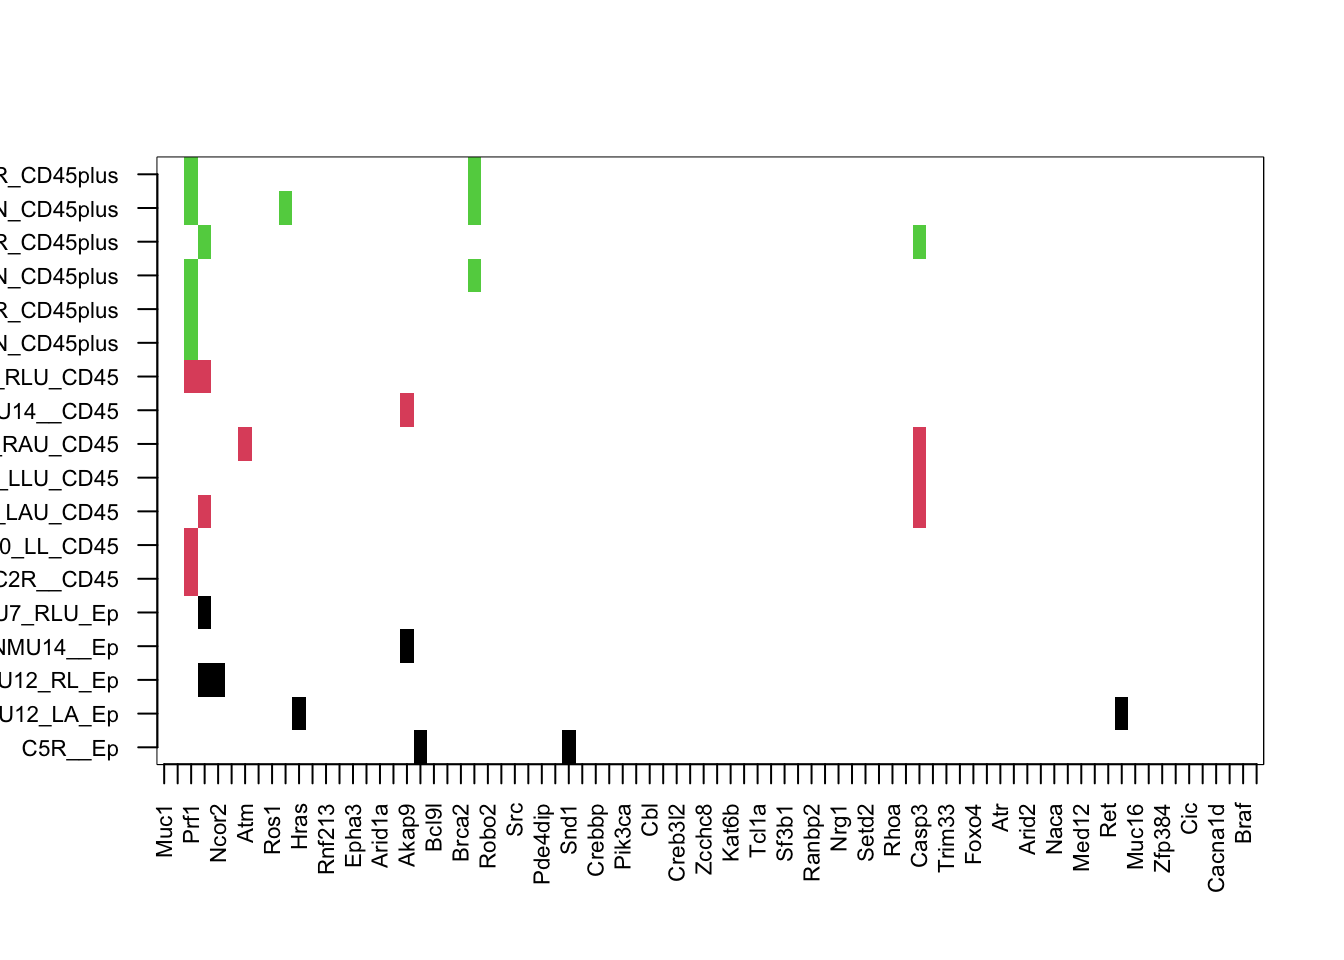 R_CD45plus
N_CD45plus
R_CD45plus
N_CD45plus
R_CD45plus
N_CD45plus
_RLU_CD45
U14__CD45
_RAU_CD45
_LLU_CD45
_LAU_CD45
0_LL_CD45
C2R__CD45
U7_RLU_Ep
NMU14__Ep
U12_RL_Ep
U12_LA_Ep
C5R__Ep
Muc1
Prf1
Ncor2
Atm
Ros1
Hras
Rnf213
Epha3
Arid1a
Akap9
Bcl9l
Brca2
Robo2
Src
Pde4dip
Snd1
Crebbp
Pik3ca
Cbl
Creb3l2
Zcchc8
Kat6b
Tcl1a
Sf3b1
Ranbp2
Nrg1
Setd2
Rhoa
Casp3
Trim33
Foxo4
Atr
Arid2
Naca
Med12
Ret
Muc16
Zfp384
Cic
Cacna1d
Braf